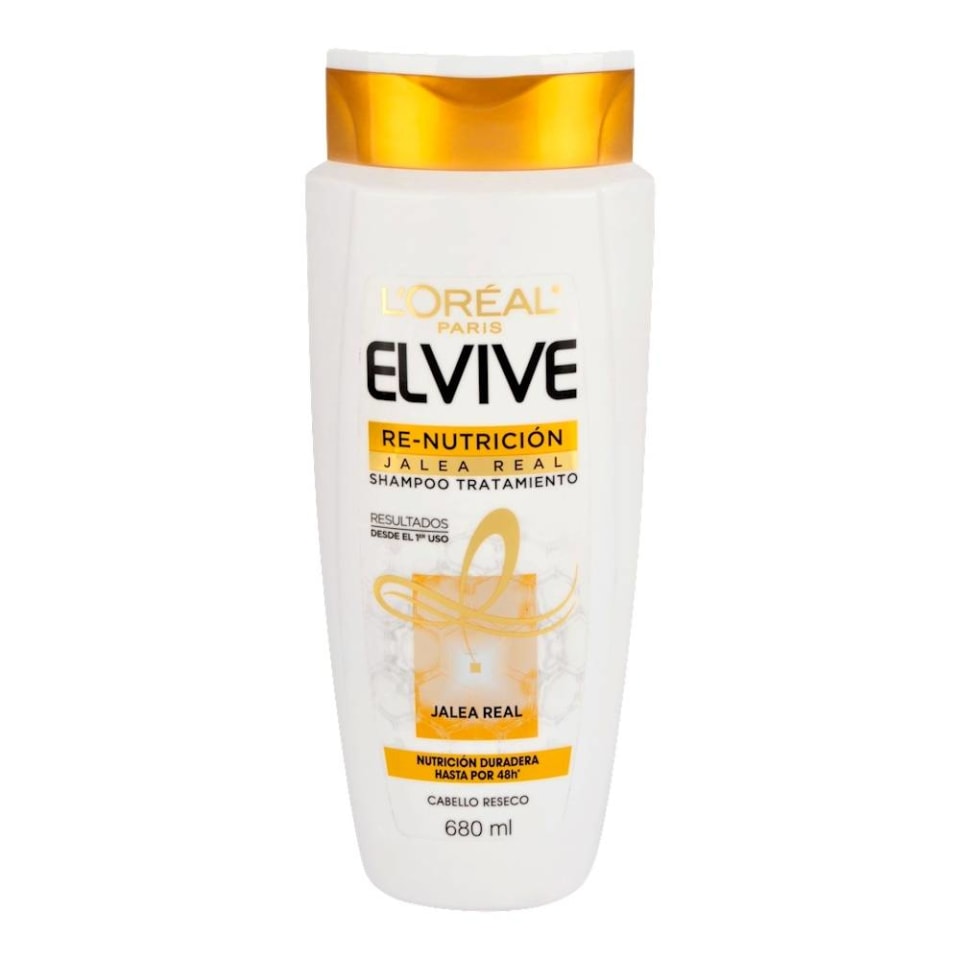 L'ORÉAL®
PARIS
ELVIVE
RE-NUTRICIÓN
JALEA REAL
SHAMPOO TRATAMIENTO
RESULTADOS
DESDE EL 1er USO
JALEA REAL
NUTRICIÓN DURADERA
HASTA POR 48h*
CABELLO RESECO
680 ml